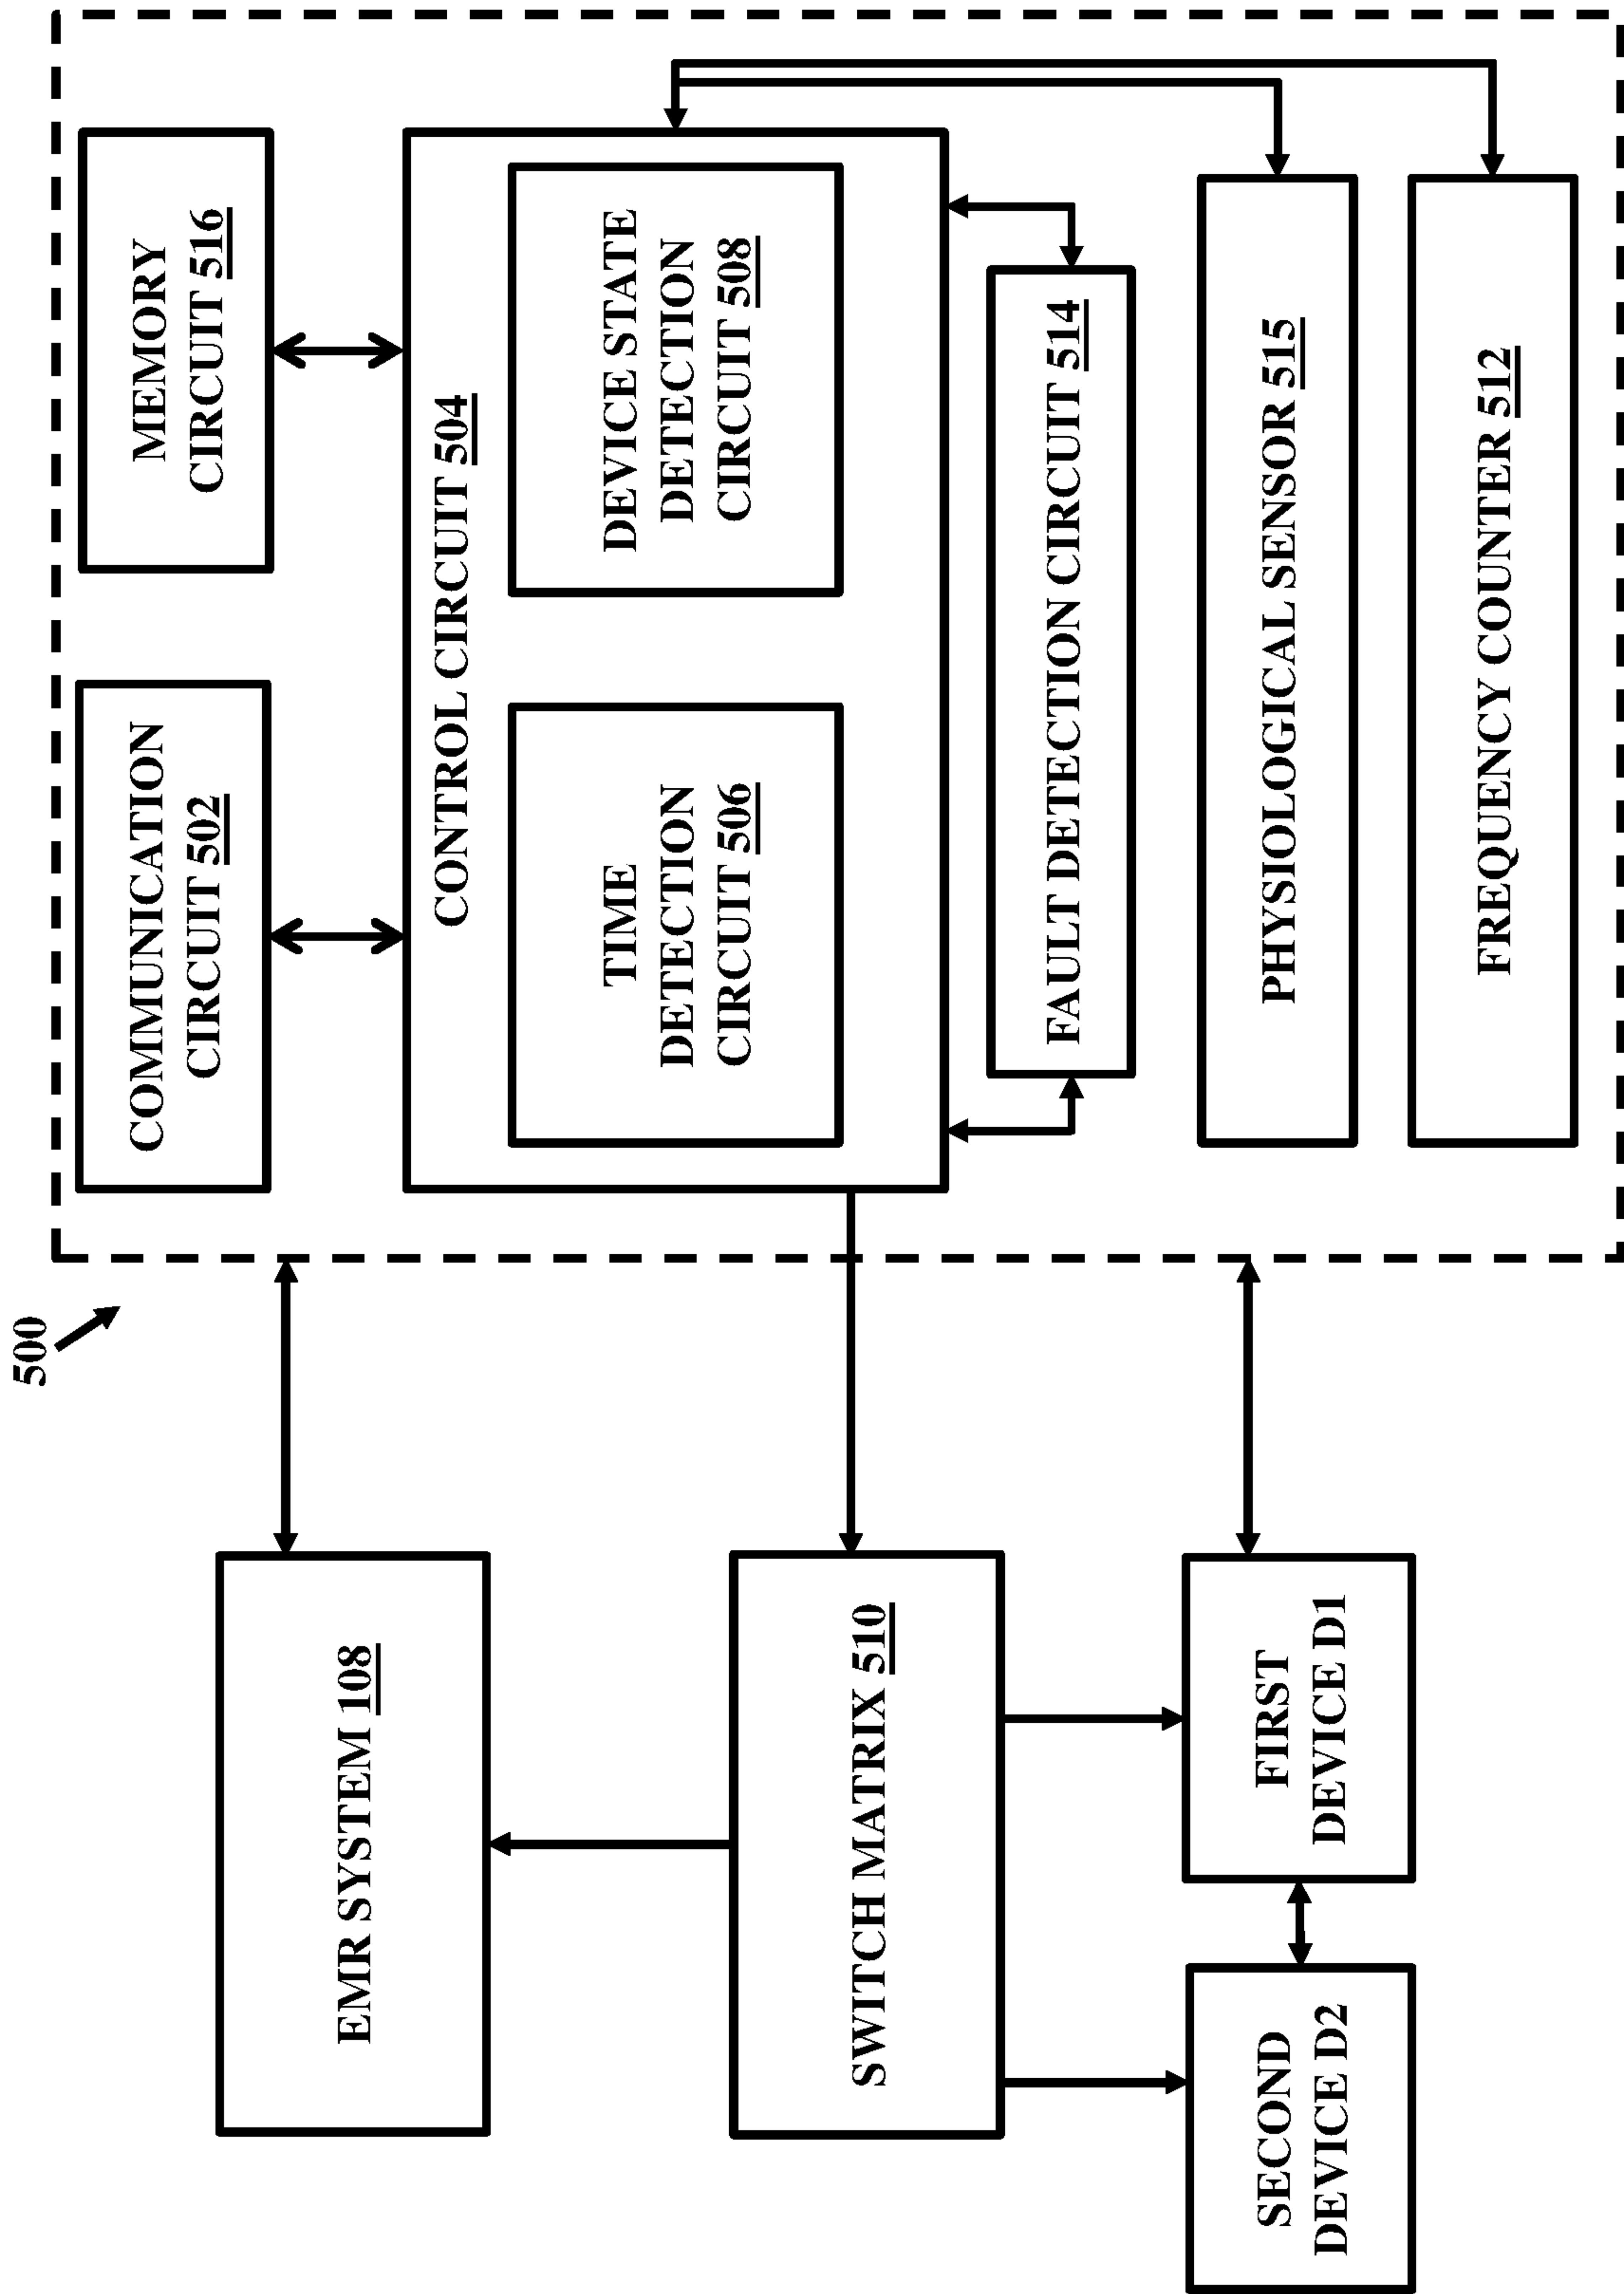 500
COMMUNICATION
CIRCUIT 502
MEMORY
CIRCUIT 516
EMR SYSTEM 108
CONTROL CIRCUIT 504
TIME
DETECTION
CIRCUIT 506
DEVICE STATE
DETECTION
CIRCUIT 508
SWITCH MATRIX 510
FAULT DETECTION CIRCUIT 514
SECOND
DEVICE D2
FIRST
DEVICE D1
PHYSIOLOGICAL SENSOR 515
FREQUENCY COUNTER 512